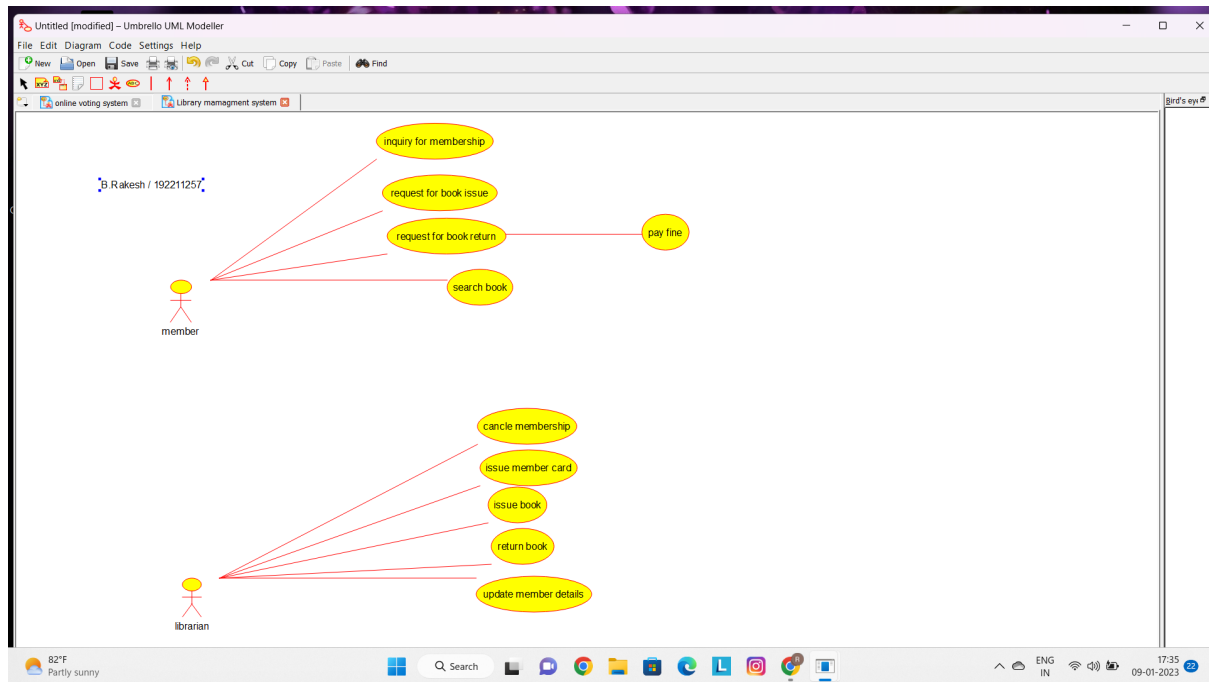 Untitled [modified] – Umbrello UML Modeller
File Edit Diagram Code Settings Help
New Open Save Cut Copy Paste Find
XYZ ABC
online voting system Library mamagment system Bird's eye
inquiry for membership
B.Rakesh / 192211257
request for book issue
request for book return pay fine
search book
member
cancle membership
issue member card
issue book
return book
update member details
librarian
82°F
Partly sunny
Search
L
ENG
IN
17:35
09-01-2023
22